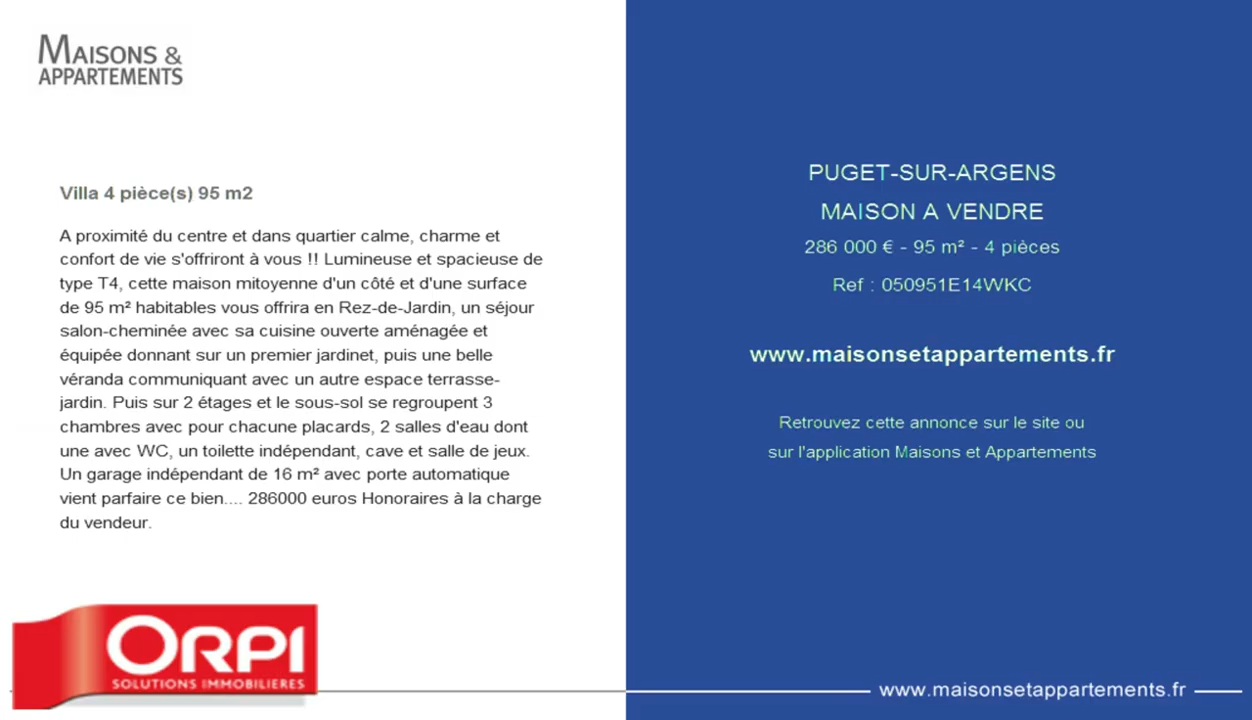 MAISONS &
APPARTEMENTS
Villa 4 pièce(s) 95 m2
A proximité du centre et dans quartier calme, charme et
confort de vie s'offriront à vous !! Lumineuse et spacieuse de
type T4, cette maison mitoyenne d'un côté et d'une surface
de 95 m² habitables vous offrira en Rez-de-Jardin, un séjour
salon-cheminée avec sa cuisine ouverte aménagée et
équipée donnant sur un premier jardinet, puis une belle
véranda communiquant avec un autre espace terrasse-
jardin. Puis sur 2 étages et le sous-sol se regroupent 3
chambres avec pour chacune placards, 2 salles d'eau dont
une avec WC, un toilette indépendant, cave et salle de jeux.
Un garage indépendant de 16 m² avec porte automatique
vient parfaire ce bien.... 286000 euros Honoraires à la charge
du vendeur.
ORPI
SOLUTIONS IMMOBILIERES
PUGET-SUR-ARGENS
MAISON A VENDRE
286 000 € - 95 m² - 4 pièces
Ref : 050951E14WKC
www.maisonsetappartements.fr
Retrouvez cette annonce sur le site ou
sur l'application Maisons et Appartements
www.maisonsetappartements.fr